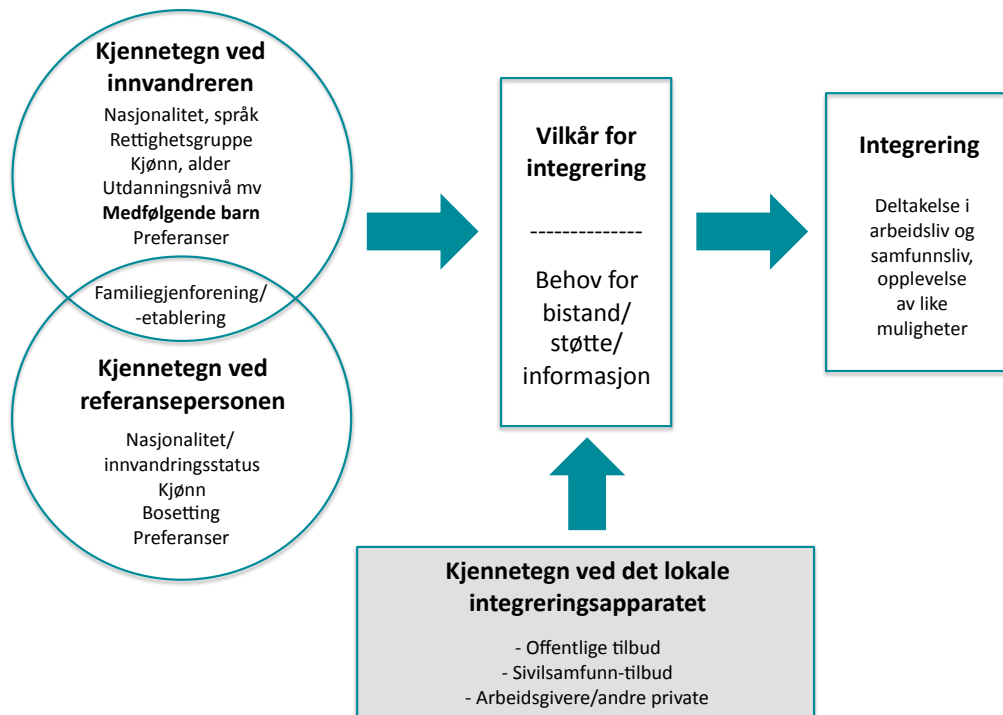 Kjennetegn ved
innvandreren
Nasjonalitet, språk
Rettighetsgruppe
Kjønn, alder
Utdanningsnivå mv
Medfølgende barn
Preferanser
Familiegjenforening/
-etablering
Kjennetegn ved
referansepersonen
Nasjonalitet/
innvandringsstatus
Kjønn
Bosetting
Preferanser
Vilkår for
integrering
--------------
Behov for
bistand/
støtte/
informasjon
Integrering
Deltakelse i
arbeidsliv og
samfunnsliv,
opplevelse
av like
muligheter
Kjennetegn ved det lokale
integreringsapparatet
- Offentlige tilbud
- Sivilsamfunn-tilbud
- Arbeidsgivere/andre private